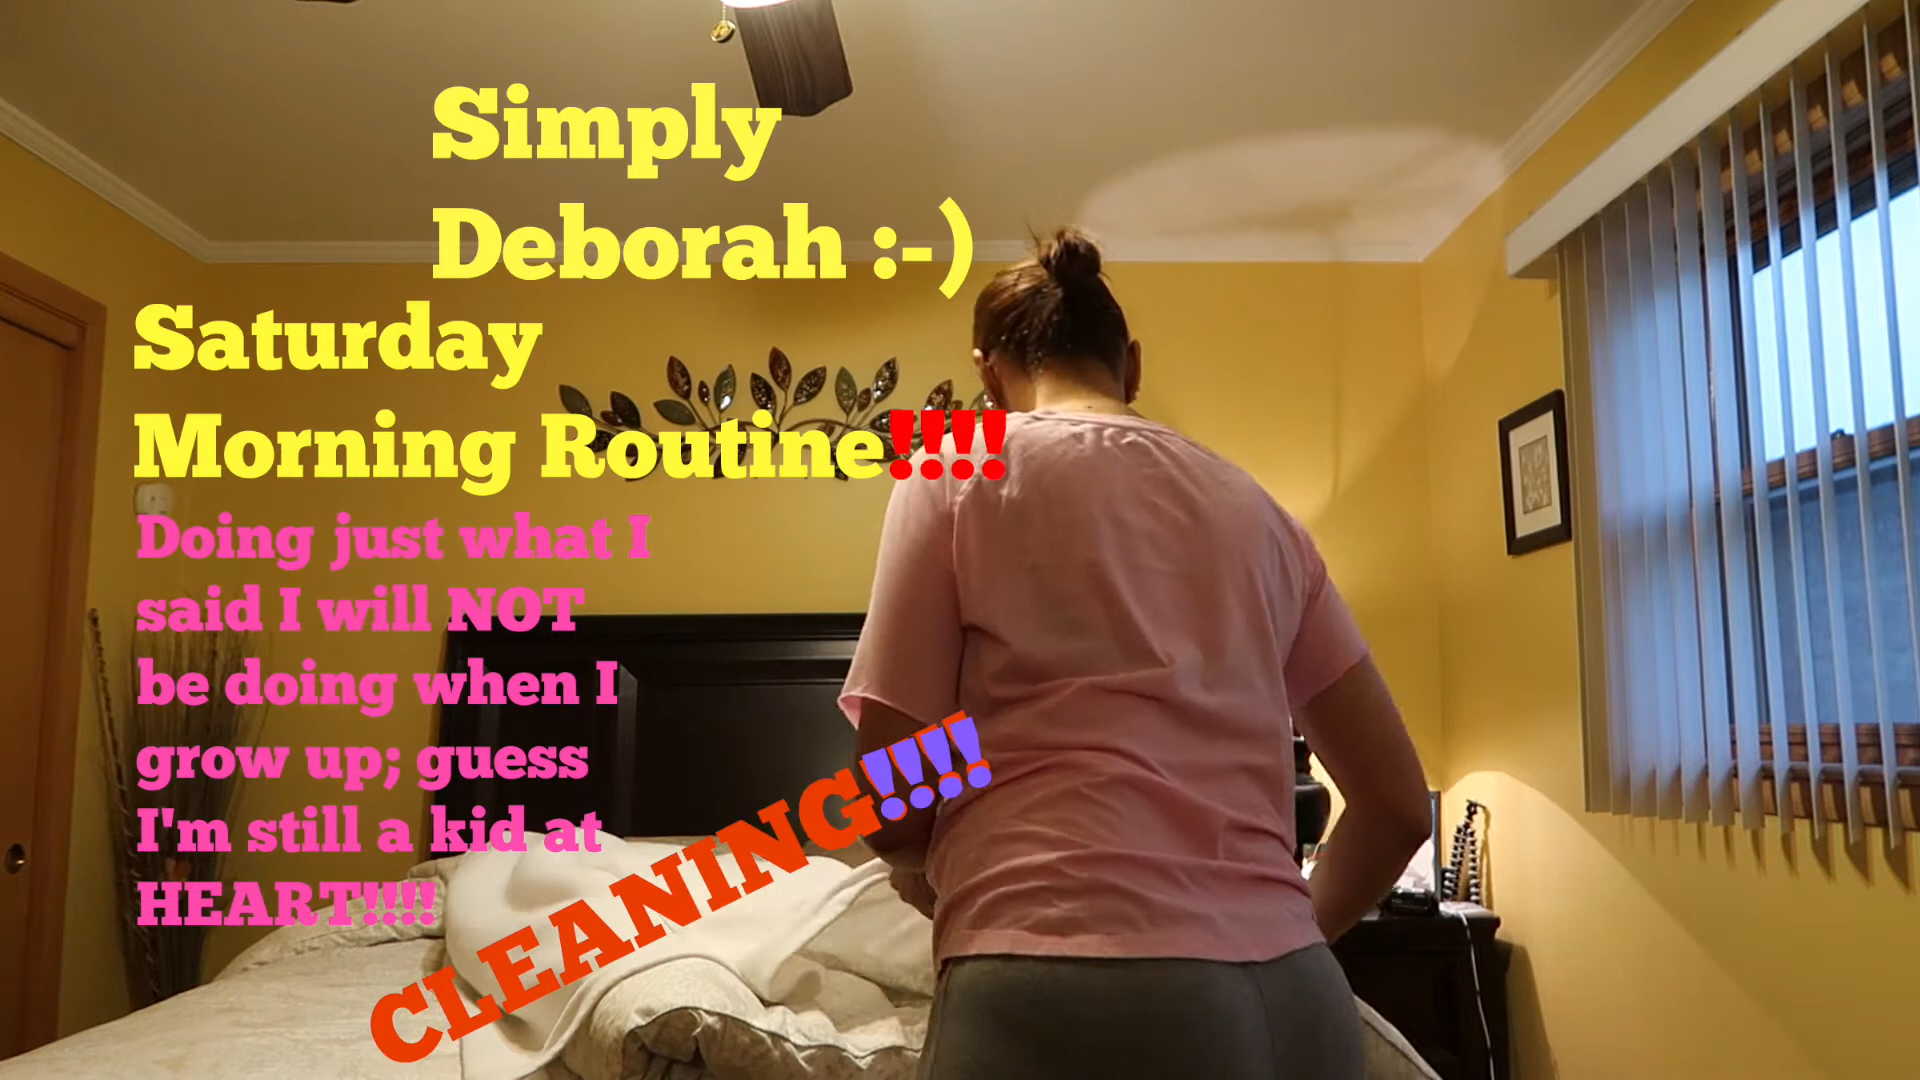 Simply
Deborah :-)
Saturday
Morning Routine!!!!
Doing just what I
said I will NOT
be doing when I
grow up; guess
I'm still a kid at
HEART!!!!
CLEANING!!!!